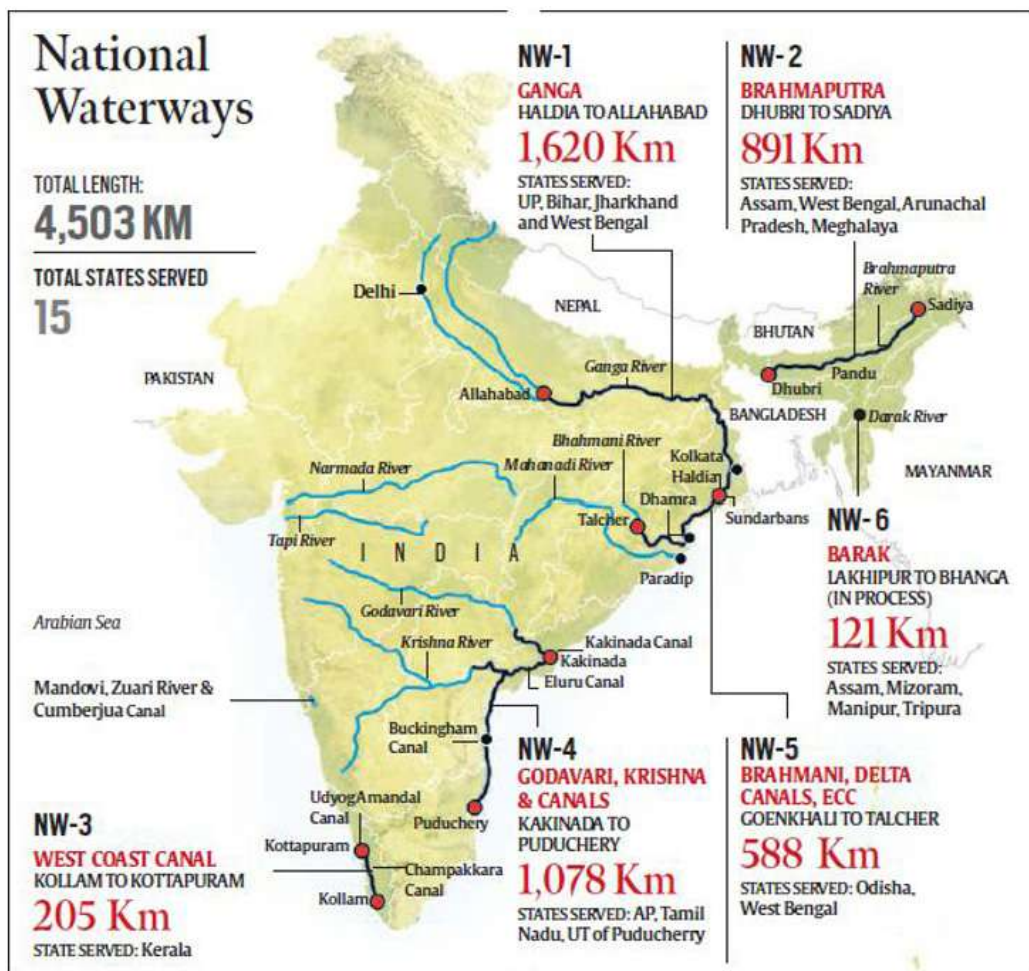 National
Waterways
TOTAL LENGTH:
4,503 KM
TOTAL STATES SERVED
15
NW-1
GANGA
HALDIA TO ALLAHABAD
1,620 Km
STATES SERVED:
UP, Bihar, Jharkhand
and West Bengal
NW-2
BRAHMAPUTRA
DHUBRI TO SADIYA
891 Km
STATES SERVED:
Assam, West Bengal, Arunachal
Pradesh, Meghalaya
Brahmaputra
River
Sadiya
Delhi
NEPAL
BHUTAN
PAKISTAN
Ganga River
Pandu
Dhubri
Allahabad
BANGLADESH
Darak River
Bhahmani River
Kolkata
Narmada River
Mahanadi River
Haldia
MAYANMAR
Dhamra
Talcher
Sundarbans
Tapi River
INDIA
Paradip
NW-6
BARAK
LAKHIPUR TO BHANGA
(IN PROCESS)
121 Km
STATES SERVED:
Assam, Mizoram,
Manipur, Tripura
Godavari River
Arabian Sea
Krishna River
Kakinada Canal
Kakinada
Eluru Canal
Mandovi, Zuari River &
Cumberjua Canal
Buckingham
Canal
NW-4
GODAVARI, KRISHNA
& CANALS
KAKINADA TO
PUDUCHERY
1,078 Km
STATES SERVED: AP, Tamil
Nadu, UT of Puducherry
NW-5
BRAHMANI, DELTA
CANALS, ECC
GOENKHALI TO TALCHER
588 Km
STATES SERVED: Odisha,
West Bengal
Udyog Amandal
Canal
Puduchery
Kottapuram
Champakkara
Canal
Kollam
NW-3
WEST COAST CANAL
KOLLAM TO KOTTAPURAM
205 Km
STATE SERVED: Kerala